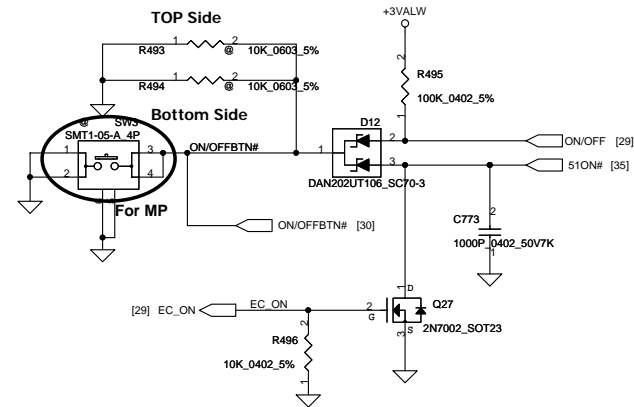 +3VALW
TOP Side
R493 1 2 @ 10K_0603_5%
R494 1 2 @ 10K_0603_5%
2
R495
100K_0402_5%
1
Bottom Side
@ SW3
SMT1-05-A_4P
1 3
2 4
ON/OFFBTN#
For MP
D12
1 2
3
DAN202UT106_SC70-3
ON/OFF [29]
51ON# [35]
ON/OFFBTN# [30]
C773
2
1000P_0402_50V7K
1
[29] EC_ON
EC_ON
1 D
2
G
3 S
Q27
2N7002_SOT23
2
R496
10K_0402_5%
1